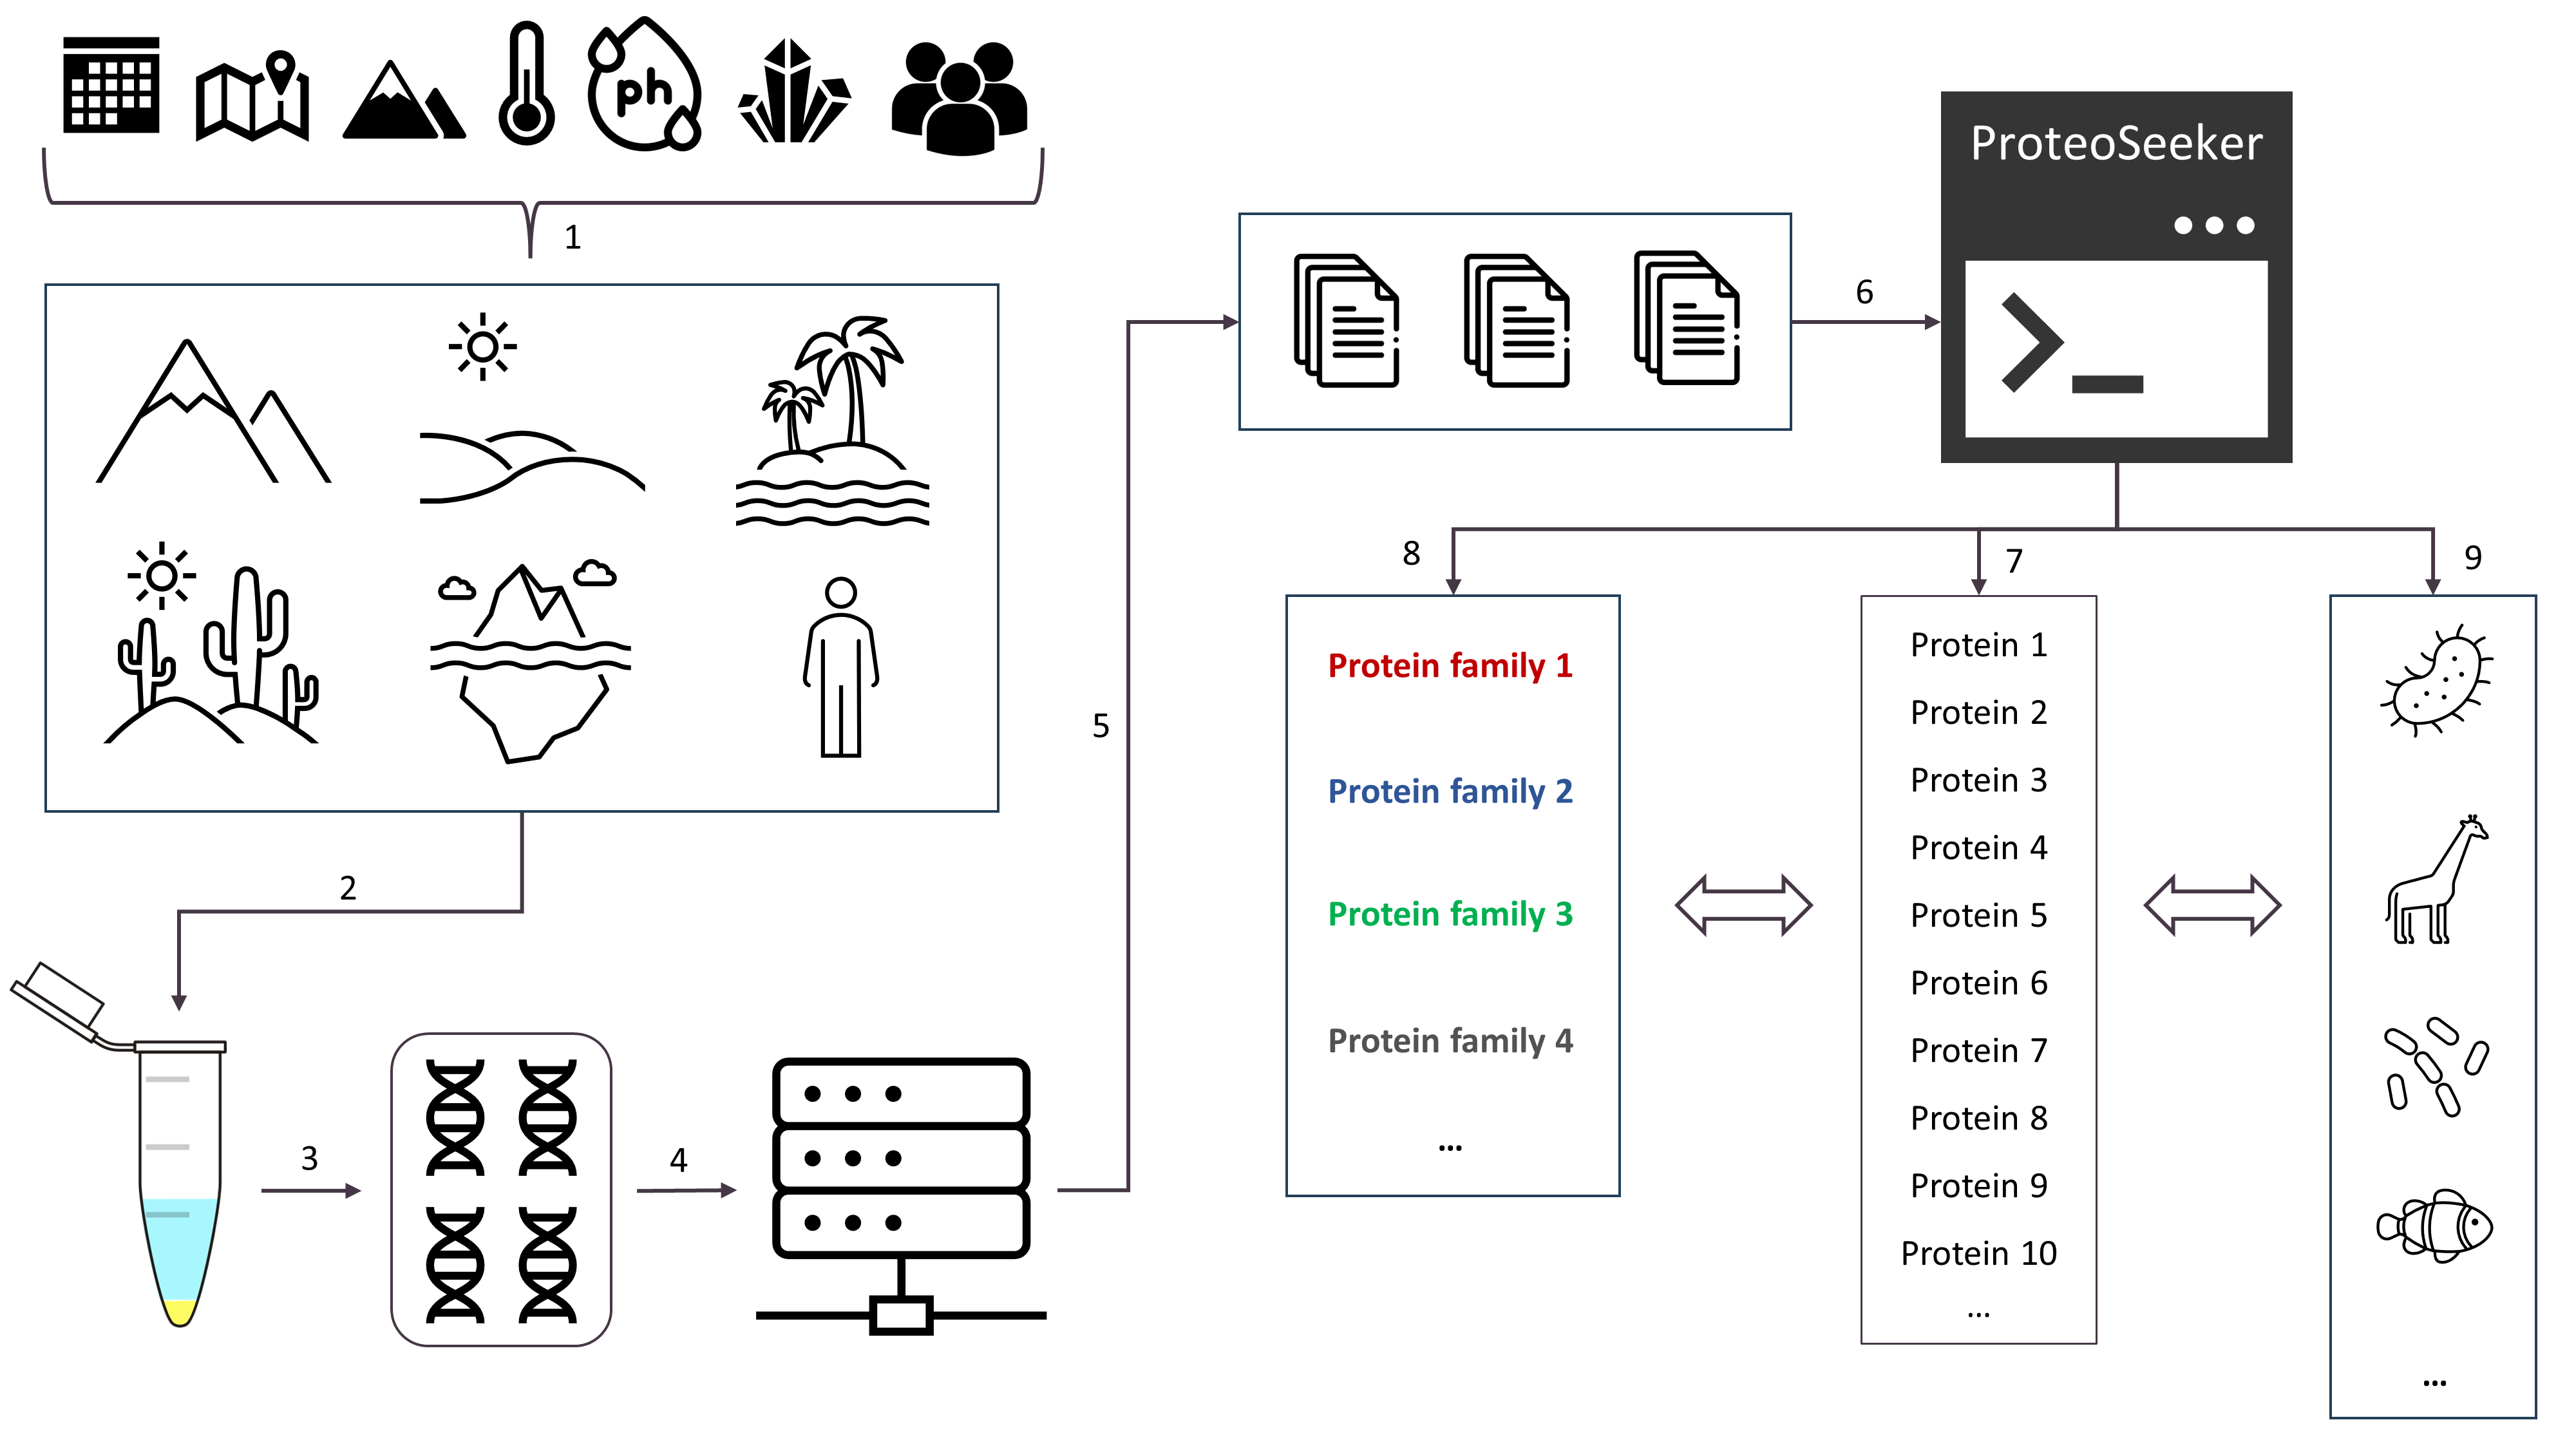 ph
1
2
3
4
5
6
ProteoSeeker
>_
8
7
9
Protein family 1
Protein family 2
Protein family 3
Protein family 4
...
Protein 1
Protein 2
Protein 3
Protein 4
Protein 5
Protein 6
Protein 7
Protein 8
Protein 9
Protein 10
...
...